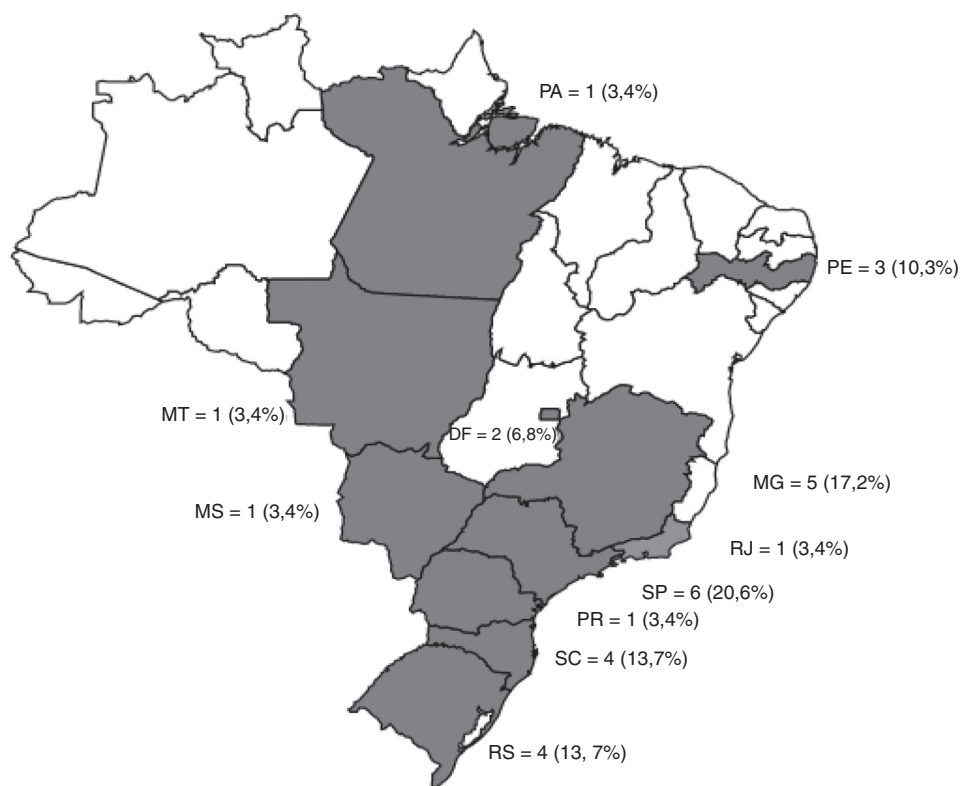 PA = 1 (3,4%)
PE = 3 (10,3%)
MT = 1 (3,4%)
DF = 2 (6,8%)
MG = 5 (17,2%)
MS = 1 (3,4%)
RJ = 1 (3,4%)
SP = 6 (20,6%)
PR = 1 (3,4%)
SC = 4 (13,7%)
RS = 4 (13, 7%)